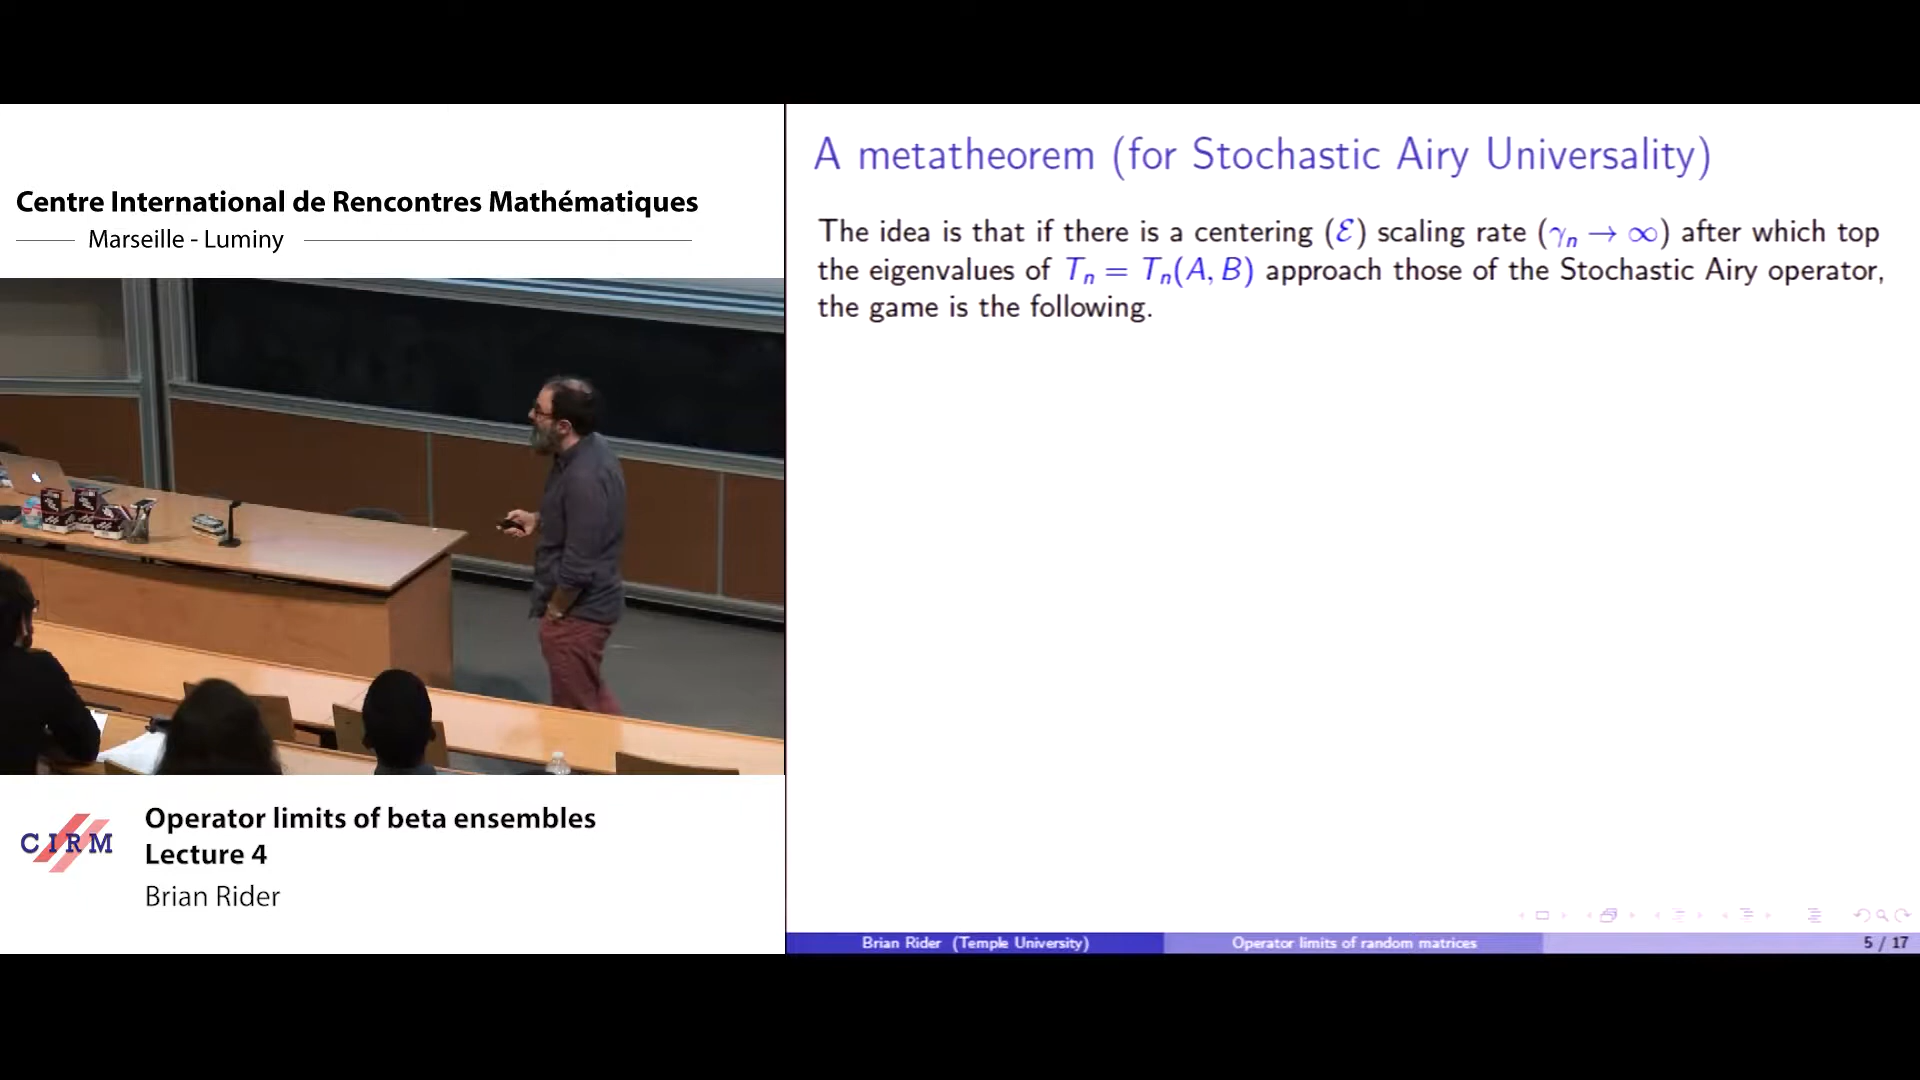 Centre International de Rencontres Mathématiques
Marseille - Luminy
CIRM
Operator limits of beta ensembles
Lecture 4
Brian Rider
A metatheorem (for Stochastic Airy Universality)
The idea is that if there is a centering (ℰ) scaling rate (γₙ → ∞) after which top
the eigenvalues of Tₙ = Tₙ(A, B) approach those of the Stochastic Airy operator,
the game is the following.
Brian Rider (Temple University)
Operator limits of random matrices
5 / 17